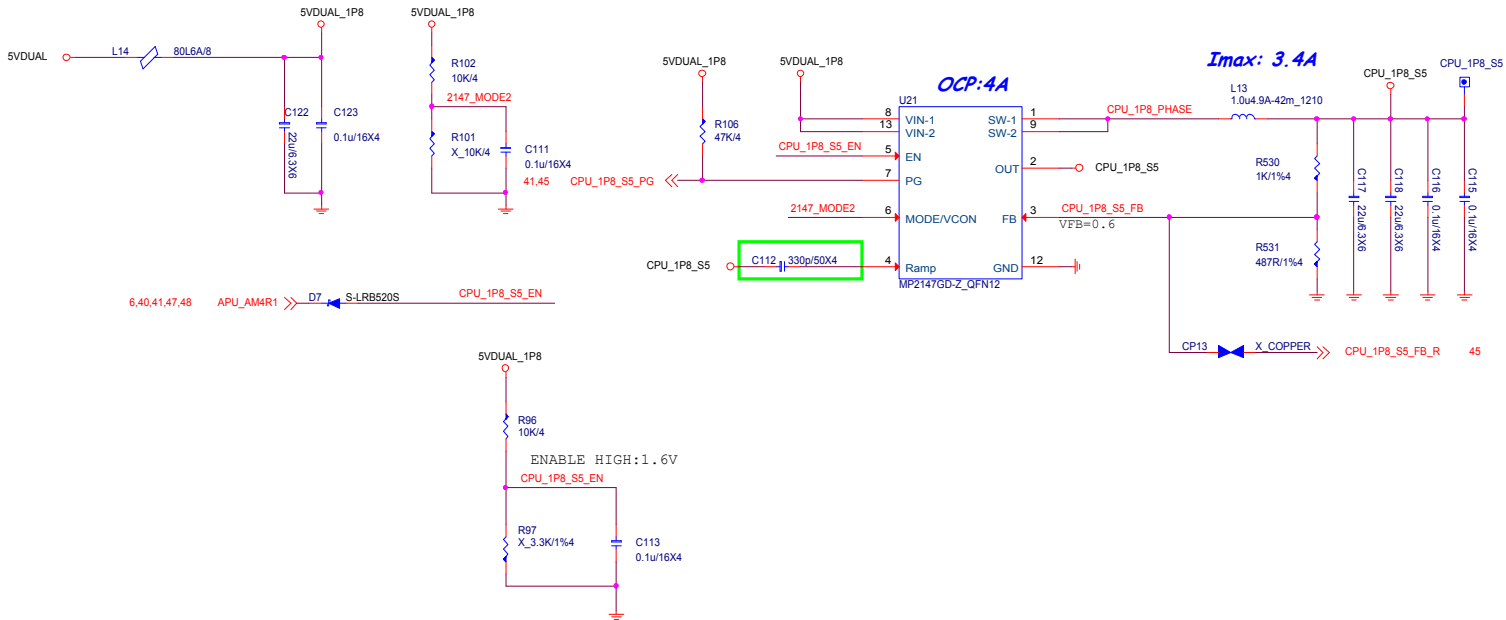 5VDUAL
L14
80L6A/8
5VDUAL_1P8
C122
22u/6.3X6
C123
0.1u/16X4
5VDUAL_1P8
R102
10K/4
2147_MODE2
R101
X_10K/4
C111
0.1u/16X4
5VDUAL_1P8
R106
47K/4
41,45 CPU_1P8_S5_PG
5VDUAL_1P8
CPU_1P8_S5_EN
2147_MODE2
CPU_1P8_S5
C112 330p/50X4
OCP:4A
U21
8 VIN-1 SW-1 1
13 VIN-2 SW-2 9
5 EN
OUT 2
7 PG
6 MODE/VCON FB 3
4 Ramp GND 12
MP2147GD-Z_QFN12
CPU_1P8_PHASE
CPU_1P8_S5
CPU_1P8_S5_FB
VFB=0.6
Imax: 3.4A
L13
1.0u4.9A-42m_1210
CPU_1P8_S5
CPU_1P8_S5
R530
1K/1%4
R531
487R/1%4
C117
22u/6.3X6
C118
22u/6.3X6
C116
0.1u/16X4
C115
0.1u/16X4
CP13 X_COPPER CPU_1P8_S5_FB_R 45
6,40,41,47,48 APU_AM4R1 D7 S-LRB520S CPU_1P8_S5_EN
5VDUAL_1P8
R96
10K/4
ENABLE HIGH:1.6V
CPU_1P8_S5_EN
R97
X_3.3K/1%4
C113
0.1u/16X4